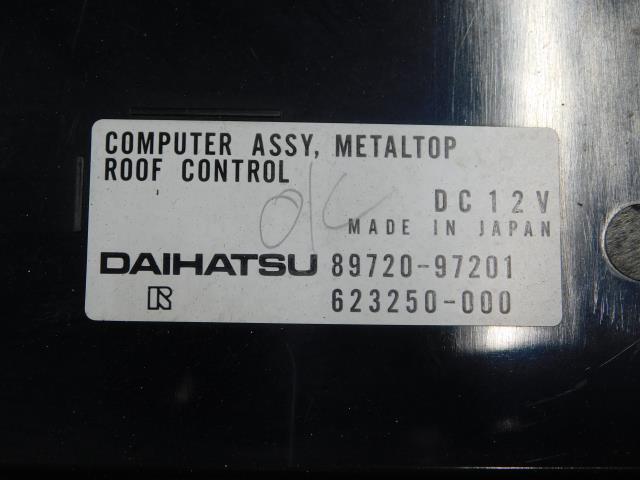 COMPUTER ASSY, METALTOP
ROOF CONTROL
DC12V
MADE IN JAPAN
DAIHATSU 89720-97201
R 623250-000